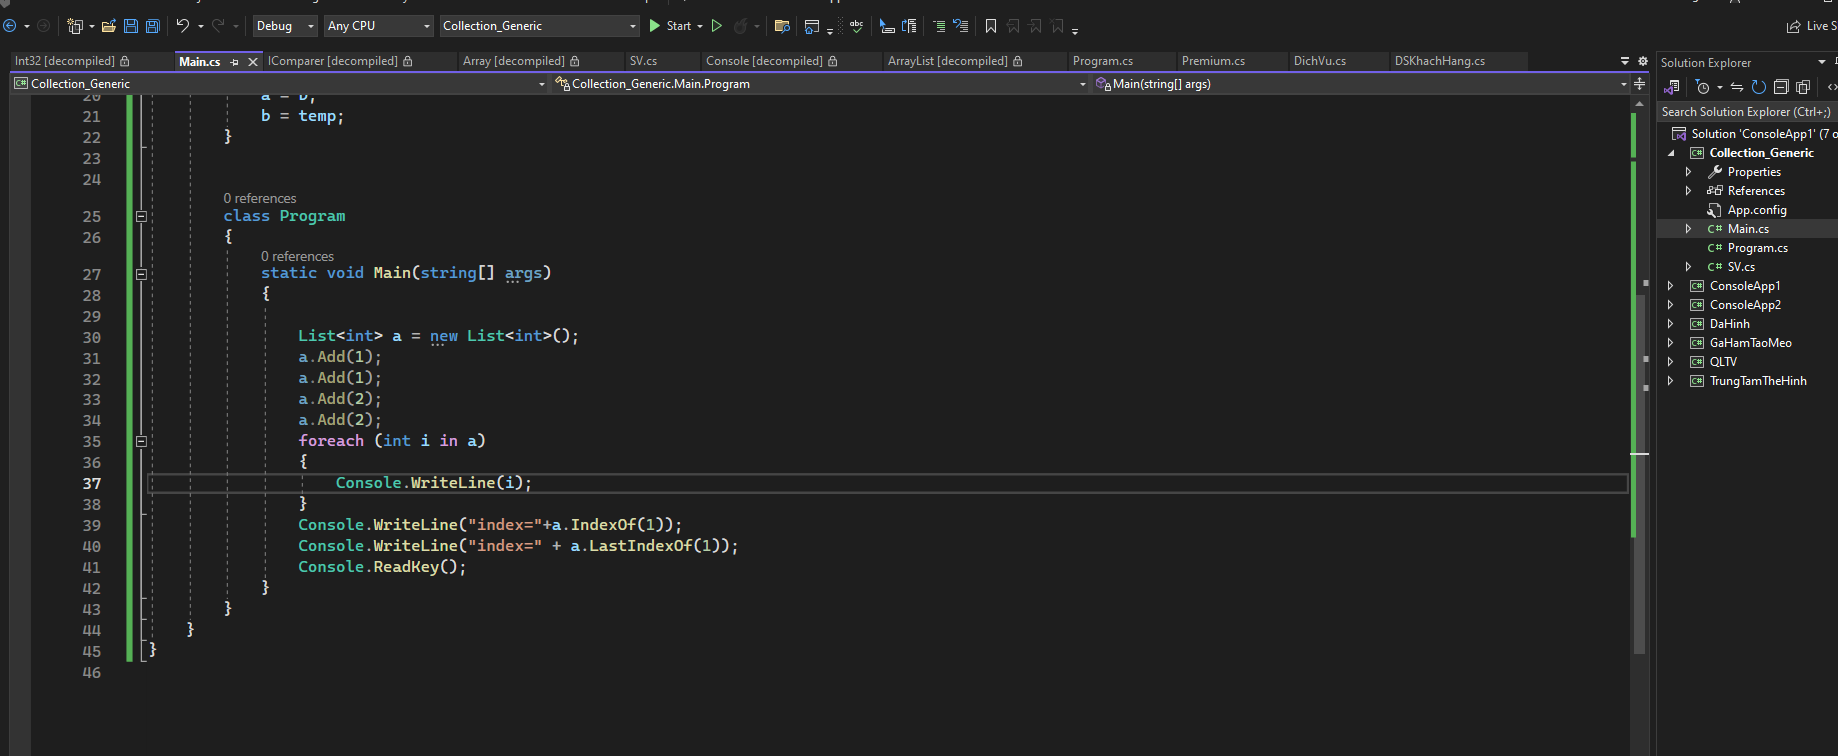 Debug
Any CPU
Collection_Generic
Start
abc
Live S
Int32 [decompiled]
Main.cs
IComparer [decompiled]
Array [decompiled]
SV.cs
Console [decompiled]
ArrayList [decompiled]
Program.cs
Premium.cs
DichVu.cs
DSKhachHang.cs
Collection_Generic
Collection_Generic.Main.Program
Main(string[] args)
20 a = b;
21 b = temp;
22 }
23
24
0 references
25 class Program
26 {
0 references
27 static void Main(string[] args)
28 {
29
30 List<int> a = new List<int>();
31 a.Add(1);
32 a.Add(1);
33 a.Add(2);
34 a.Add(2);
35 foreach (int i in a)
36 {
37 Console.WriteLine(i);
38 }
39 Console.WriteLine("index="+a.IndexOf(1));
40 Console.WriteLine("index=" + a.LastIndexOf(1));
41 Console.ReadKey();
42 }
43 }
44 }
45 }
46
Solution Explorer
Search Solution Explorer (Ctrl+;)
Solution 'ConsoleApp1' (7 o
C# Collection_Generic
Properties
References
App.config
C# Main.cs
C# Program.cs
C# SV.cs
C# ConsoleApp1
C# ConsoleApp2
C# DaHinh
C# GaHamTaoMeo
C# QLTV
C# TrungTamTheHinh